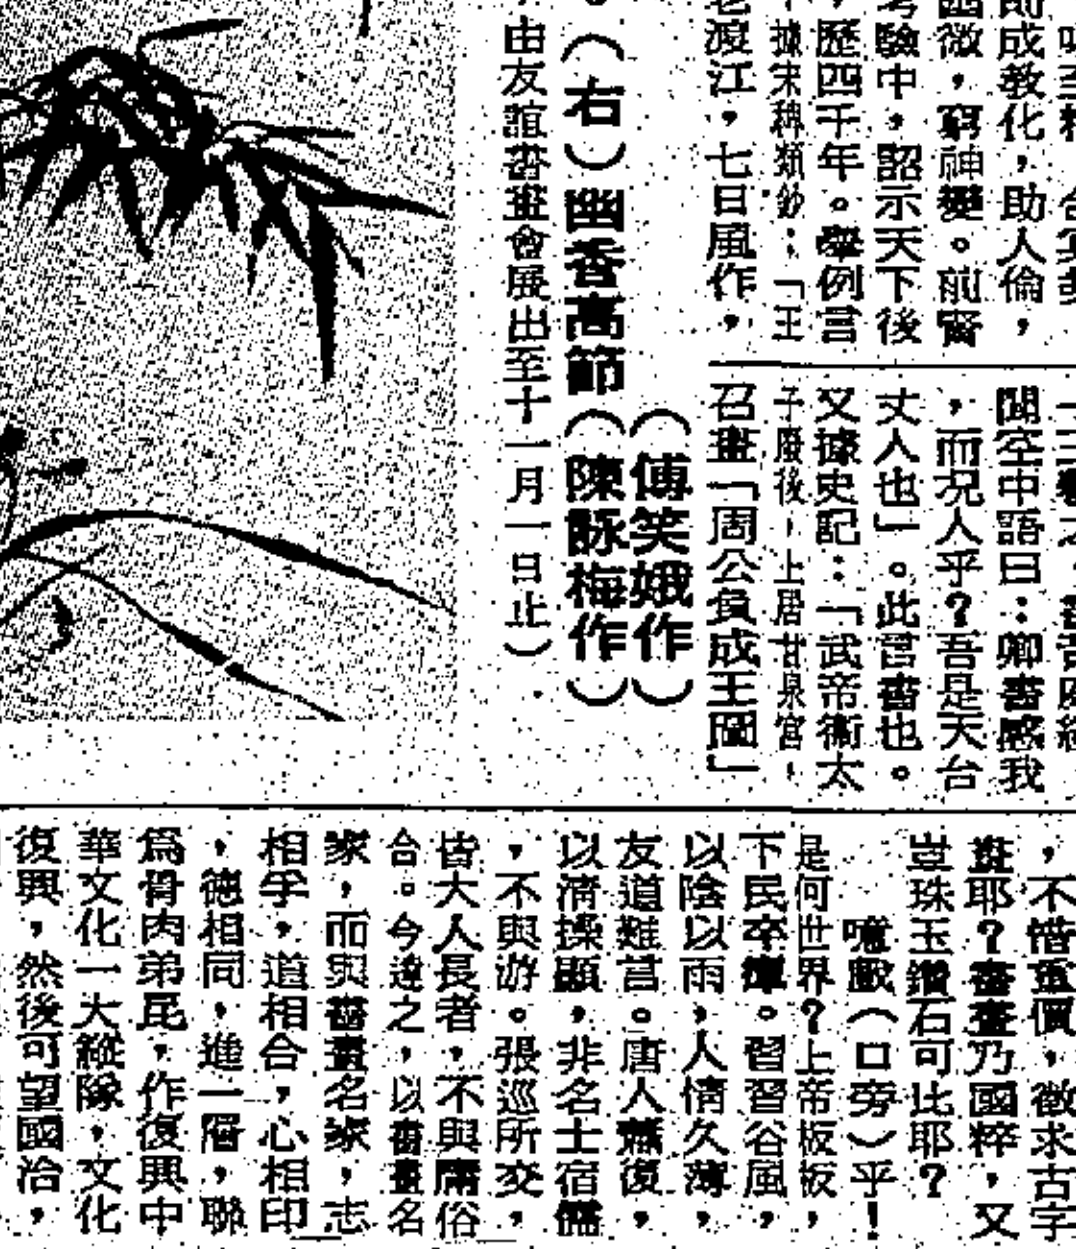 成教化，助人倫，
微，窮神變。前賢
驗中，詔示天下後
，歷四千年。舉例言
據宋稗類鈔：「王
渡江，七日風作，
聞空中語曰：卿書感我
，而况人乎？吾是天台
丈人也」。此言書也。
又據史記：「武帝衞太
子廢後，上居甘泉宮，
召畫「周公負成王圖」
（傅笑娥作）
。（右）幽香高節（陳詠梅作）
，由友誼書畫會展出至十一月一日止）
，不惜重價，徵求古字
畫耶？書畫乃國粹，又
豈珠玉鑽石可比耶？
噫戲（口旁）乎！
是何世界？上帝板板，
下民卒癉。習習谷風，
以陰以雨，人情久薄，
友道難言。唐人蕭復，
以清操顯，非名士宿儒
，不與游。張巡所交，
皆大人長者，不與庸俗
合。今遵之，以書畫名
家，而與書畫名家，志
相孚，道相合，心相印
，德相同，進一層，聯
爲骨肉弟昆，作復興中
華文化一大縱隊，文化
復興，然後可望國治，